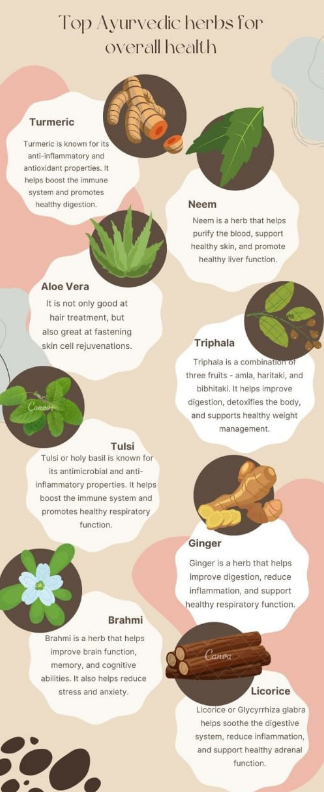 Top Ayurvedic herbs for
overall health
Turmeric
Turmeric is known for its
anti-inflammatory and
antioxidant properties. It
helps boost the immune
system and promotes
healthy digestion.
Neem
Neem is a herb that helps
purify the blood, support
healthy skin, and promote
healthy liver function.
Aloe Vera
It is not only good at
hair treatment, but
also great at fastening
skin cell rejuvenations.
Triphala
Triphala is a combination of
three fruits - amla, haritaki, and
bibhitaki. It helps improve
digestion, detoxifies the body,
and supports healthy weight
management.
Canva
Tulsi
Tulsi or holy basil is known for
its antimicrobial and anti-
inflammatory properties. It helps
boost the immune system and
promotes healthy respiratory
function.
Ginger
Ginger is a herb that helps
improve digestion, reduce
inflammation, and support
healthy respiratory function.
Brahmi
Brahmi is a herb that helps
improve brain function,
memory, and cognitive
abilities. It also helps reduce
stress and anxiety.
Canva
Licorice
Licorice or Glycyrrhiza glabra
helps soothe the digestive
system, reduce inflammation,
and support healthy adrenal
function.